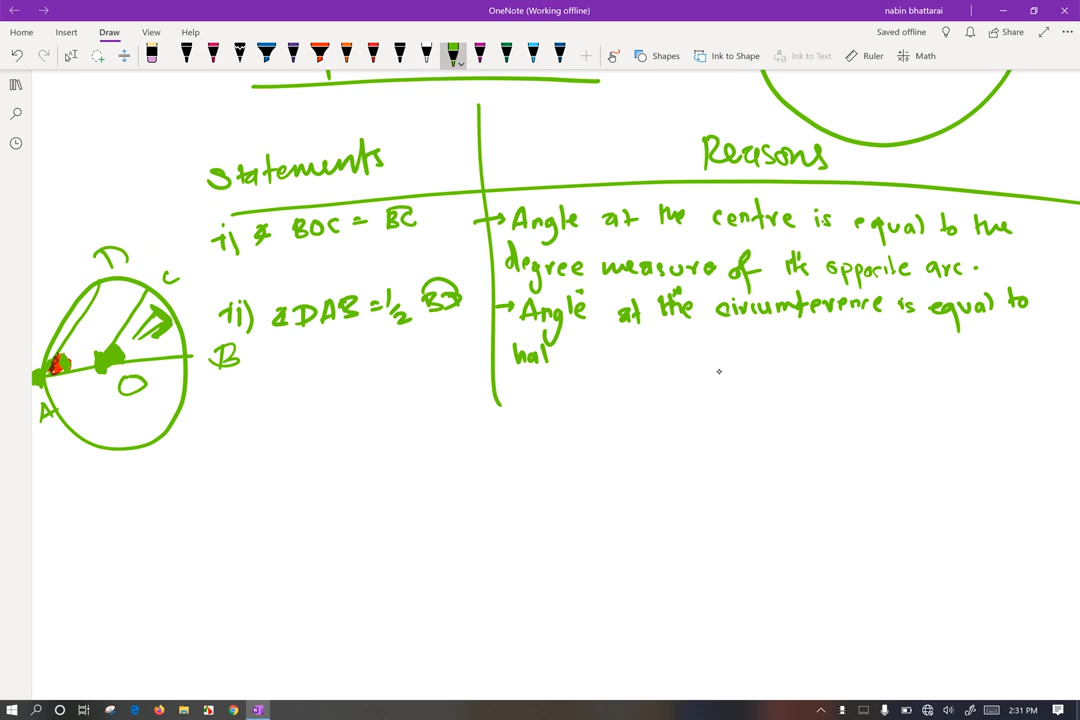 OneNote (Working offline)
nabin bhattarai
Home Insert Draw View Help
Saved offline
Share
Shapes
Ink to Shape
Ink to Text
Ruler
Math
Statements
Reasons
i) ∡ BOC = BC
→ Angle at the centre is equal to the
degree measure of it's opposite arc.
ii) ∡DAB = 1/2 BD
→ Angle at the circumference is equal to
hal
D
C
B
O
A
2:31 PM